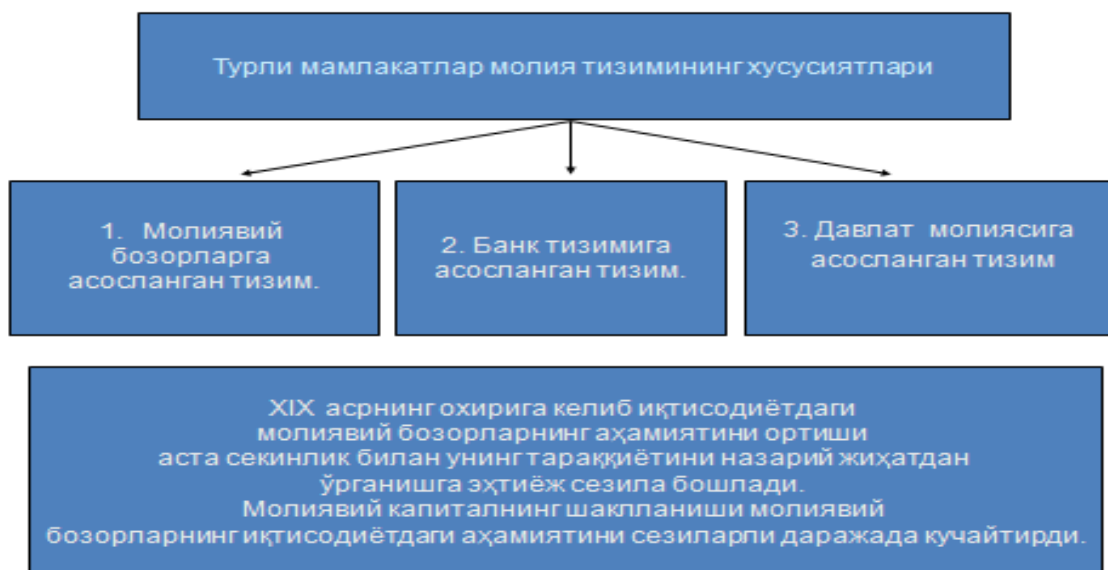 Турли мамлакатлар молия тизимининг хусусиятлари
1. Молиявий
бозорларга
асосланган тизим.
2. Банк тизимига
асосланган тизим.
3. Давлат молиясига
асосланган тизим
XIX асрнинг охирига келиб иқтисодиётдаги
молиявий бозорларнинг аҳамиятини ортиши
аста секинлик билан унинг тараққиётини назарий жиҳатдан
ўрганишга эҳтиёж сезила бошлади.
Молиявий капиталнинг шаклланиши молиявий
бозорларнинг иқтисодиётдаги аҳамиятини сезиларли даражада кучайтирди.